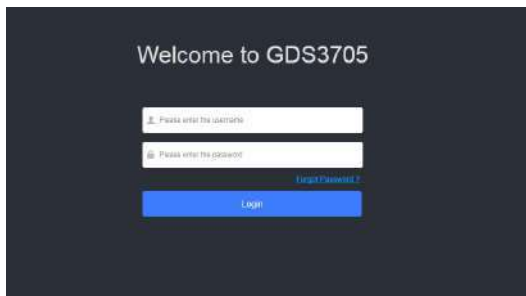 Welcome to GDS3705
Please enter the username
Please enter the password
Forgot Password ?
Login